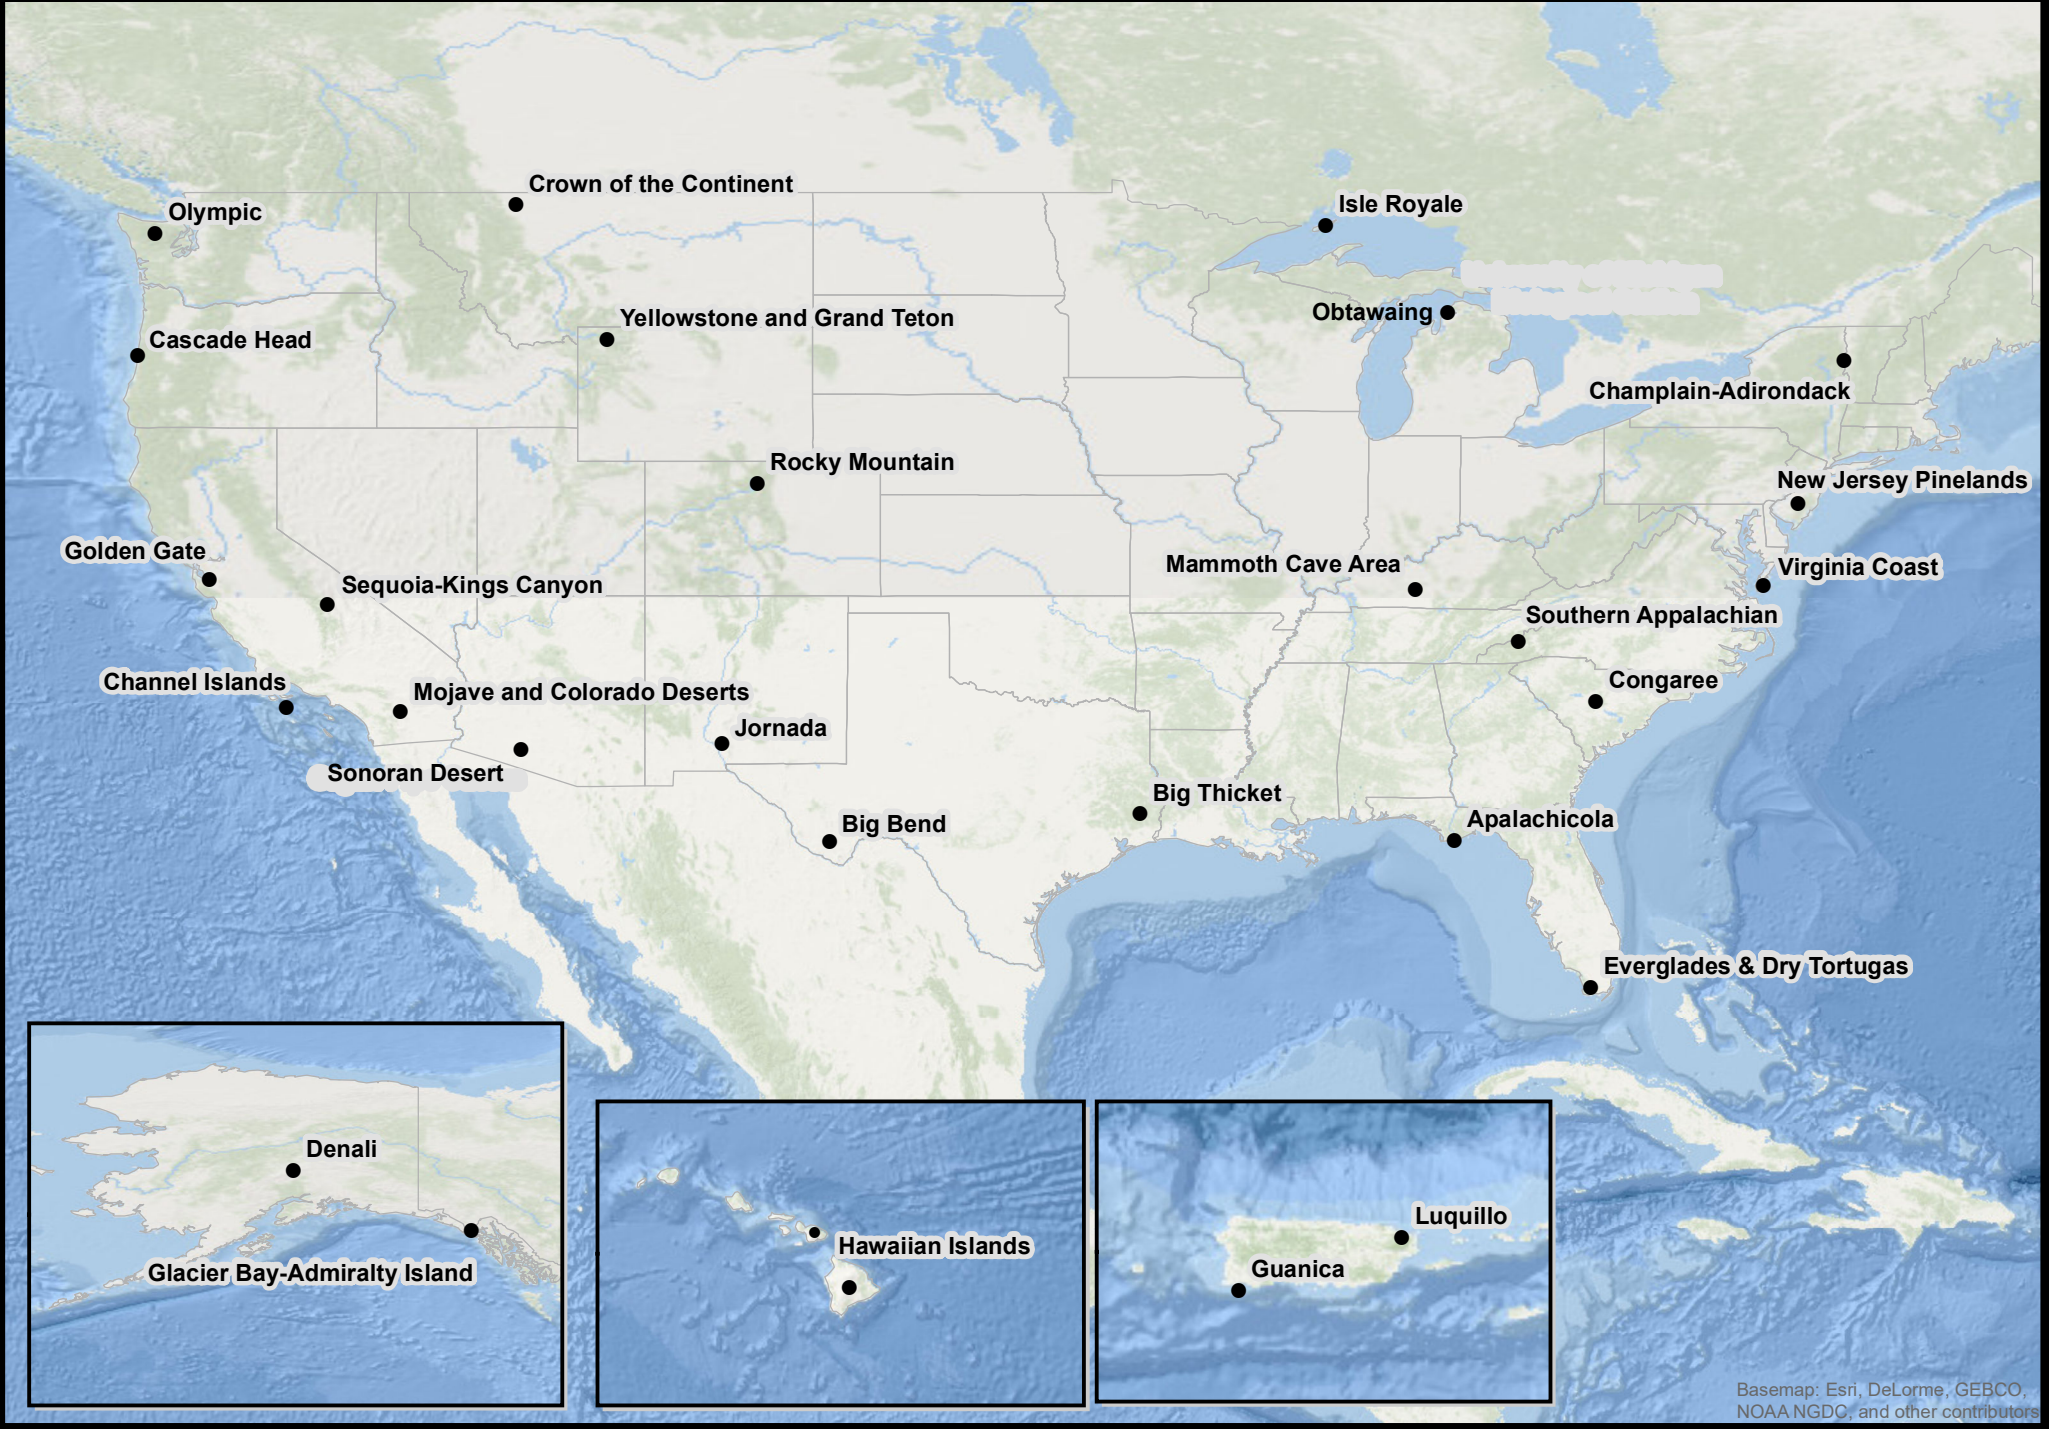 Crown of the Continent
Olympic
Isle Royale
Obtawaing
Yellowstone and Grand Teton
Cascade Head
Champlain-Adirondack
Rocky Mountain
New Jersey Pinelands
Golden Gate
Mammoth Cave Area
Virginia Coast
Sequoia-Kings Canyon
Southern Appalachian
Channel Islands
Congaree
Mojave and Colorado Deserts
Jornada
Sonoran Desert
Big Thicket
Big Bend
Apalachicola
Everglades & Dry Tortugas
Denali
Glacier Bay-Admiralty Island
Hawaiian Islands
Luquillo
Guanica
Basemap: Esri, DeLorme, GEBCO,
NOAA NGDC, and other contributors